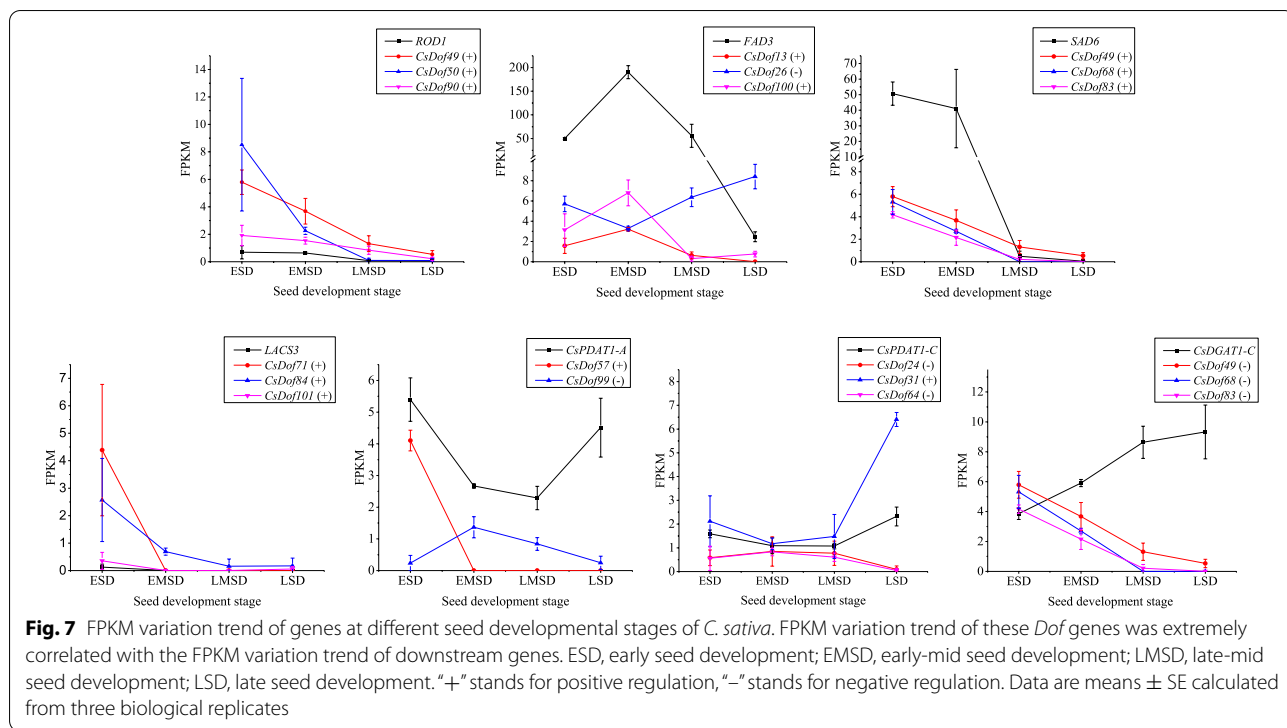 ROD1
CsDof49 (+)
CsDof50 (+)
CsDof90 (+)
14
12
10
8
6
4
2
0
FPKM
ESD EMSD LMSD LSD
Seed development stage
FAD3
CsDof13 (+)
CsDof26 (-)
CsDof100 (+)
200
150
100
50
8
6
4
2
0
FPKM
ESD EMSD LMSD LSD
Seed development stage
SAD6
CsDof49 (+)
CsDof68 (+)
CsDof83 (+)
70
60
50
40
30
20
10
8
6
4
2
0
FPKM
ESD EMSD LMSD LSD
Seed development stage
LACS3
CsDof71 (+)
CsDof84 (+)
CsDof101 (+)
7
6
5
4
3
2
1
0
FPKM
ESD EMSD LMSD LSD
Seed development stage
CsPDAT1-A
CsDof57 (+)
CsDof99 (-)
6
5
4
3
2
1
0
FPKM
ESD EMSD LMSD LSD
Seed development stage
CsPDAT1-C
CsDof24 (-)
CsDof31 (+)
CsDof64 (-)
8
7
6
5
4
3
2
1
0
FPKM
ESD EMSD LMSD LSD
Seed development stage
CsDGAT1-C
CsDof49 (-)
CsDof68 (-)
CsDof83 (-)
12
10
8
6
4
2
0
FPKM
ESD EMSD LMSD LSD
Seed development stage
Fig. 7 FPKM variation trend of genes at different seed developmental stages of C. sativa. FPKM variation trend of these Dof genes was extremely
correlated with the FPKM variation trend of downstream genes. ESD, early seed development; EMSD, early-mid seed development; LMSD, late-mid
seed development; LSD, late seed development. “+” stands for positive regulation, “–” stands for negative regulation. Data are means ± SE calculated
from three biological replicates